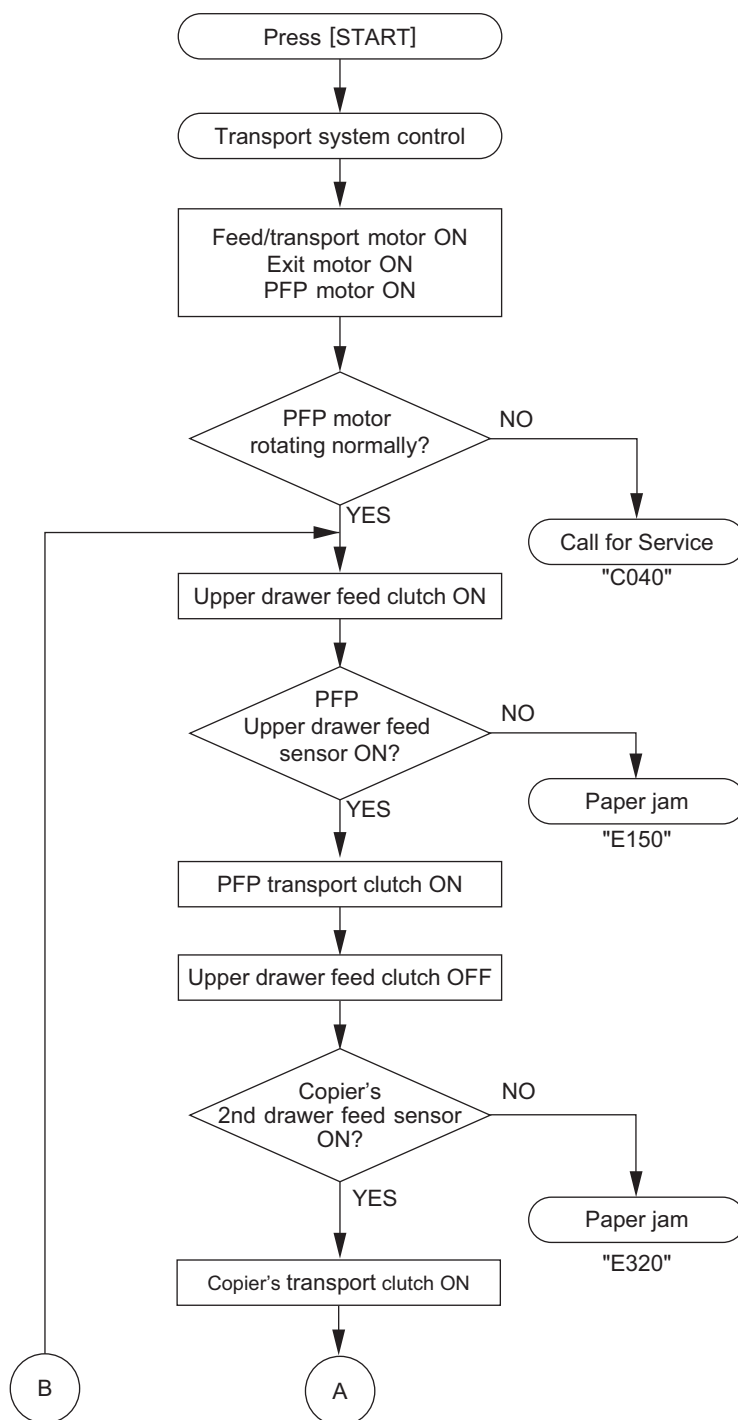 Press [START]
Transport system control
Feed/transport motor ON
Exit motor ON
PFP motor ON
PFP motor
rotating normally?
NO
YES
Call for Service
"C040"
Upper drawer feed clutch ON
PFP
Upper drawer feed
sensor ON?
NO
YES
Paper jam
"E150"
PFP transport clutch ON
Upper drawer feed clutch OFF
Copier's
2nd drawer feed sensor
ON?
NO
YES
Paper jam
"E320"
Copier's transport clutch ON
B
A